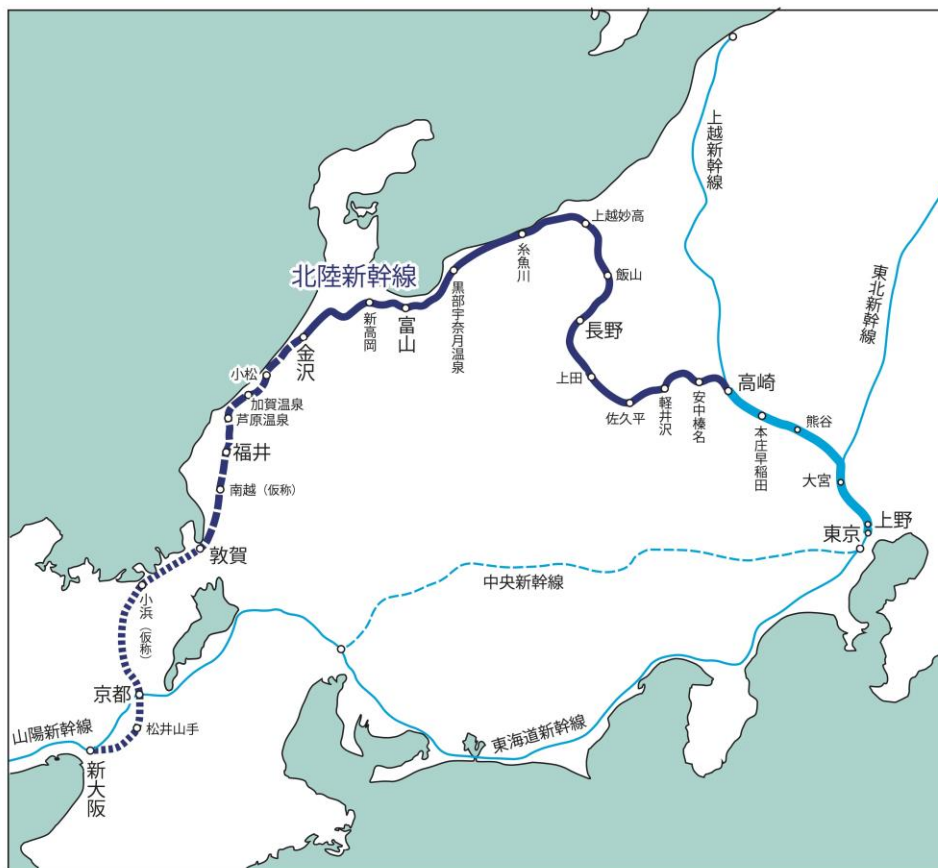 上越新幹線
東北新幹線
北陸新幹線
上越妙高
糸魚川
飯山
黒部宇奈月温泉
新高岡
富山
長野
金沢
小松
加賀温泉
芦原温泉
福井
南越（仮称）
敦賀
小浜（仮称）
京都
松井山手
新大阪
山陽新幹線
上田
佐久平
軽井沢
安中榛名
高崎
本庄早稲田
熊谷
大宮
上野
東京
中央新幹線
東海道新幹線